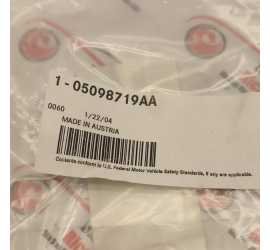 1 - 05098719AA
0060
1/22/04
MADE IN AUSTRIA
Contents conform to U.S. Federal Motor Vehicle Safety Standards, if any are applicable.